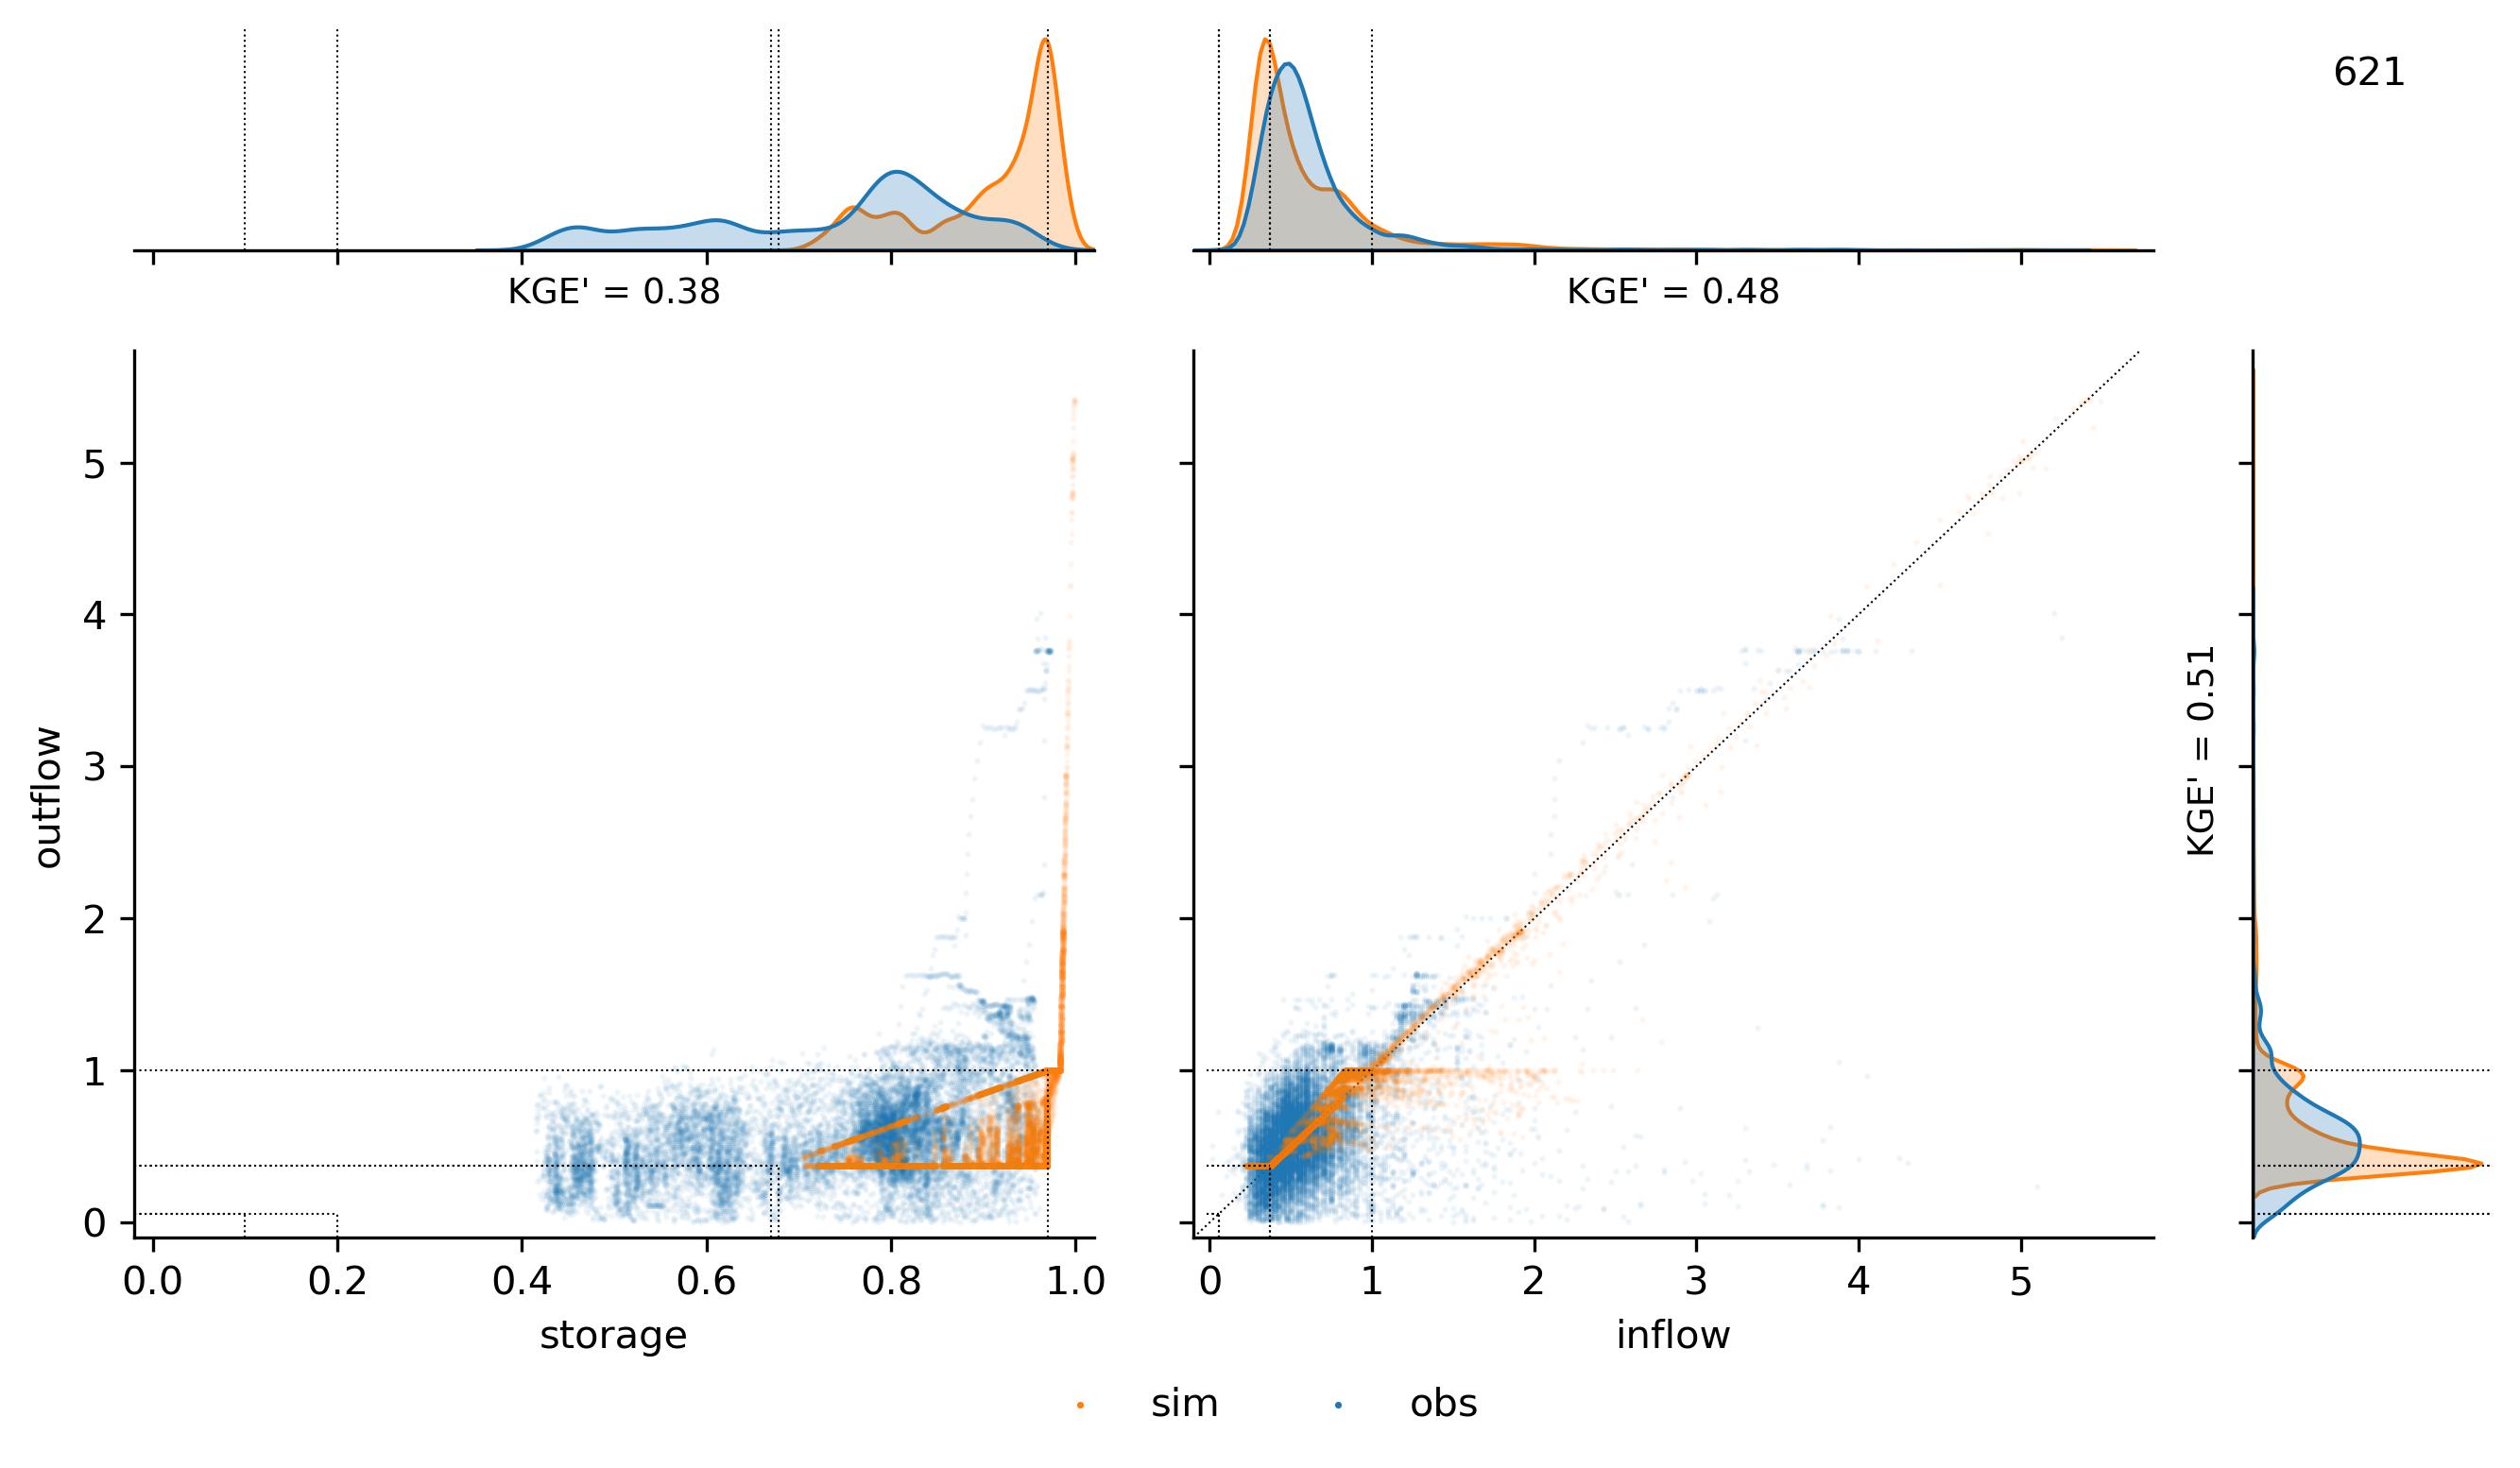 621
KGE' = 0.38
KGE' = 0.48
5
4
3
2
1
0
outflow
KGE' = 0.51
0.0 0.2 0.4 0.6 0.8 1.0
0 1 2 3 4 5
storage
inflow
sim obs